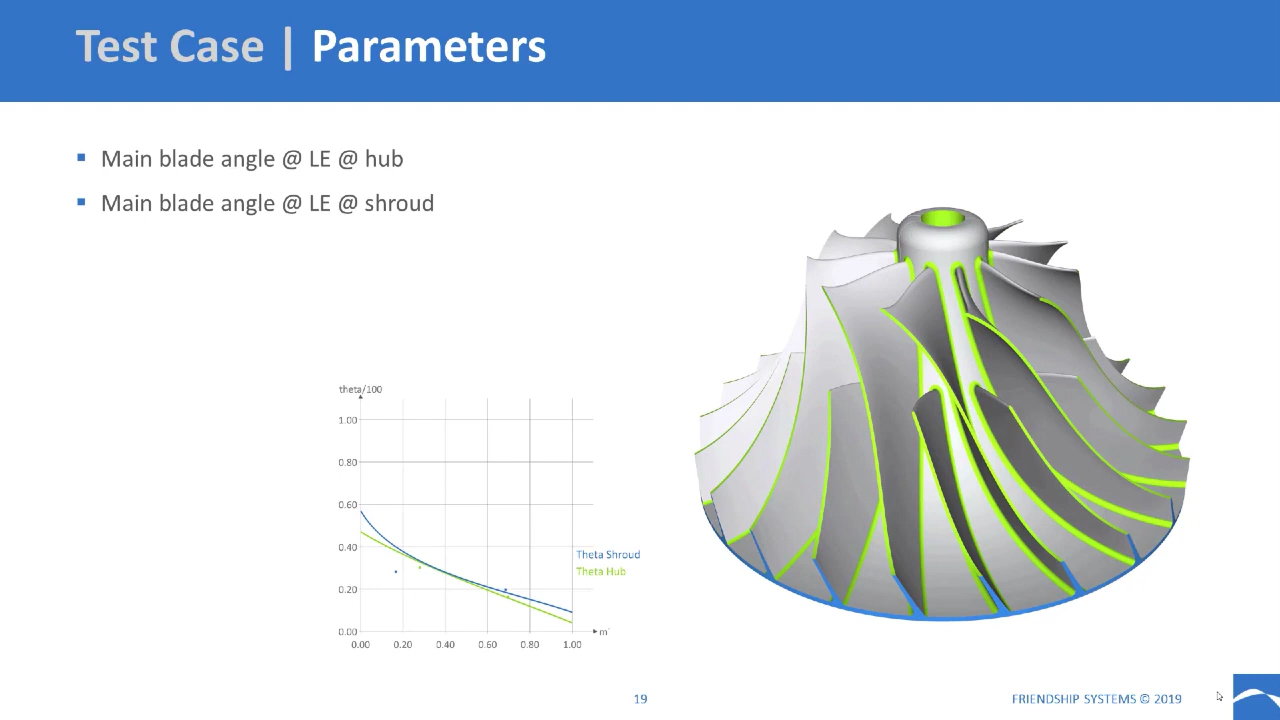 Test Case | Parameters
Main blade angle @ LE @ hub
Main blade angle @ LE @ shroud
theta/100
1.00
0.80
0.60
0.40
0.20
0.00
0.00 0.20 0.40 0.60 0.80 1.00
m'
Theta Shroud
Theta Hub
19
FRIENDSHIP SYSTEMS © 2019